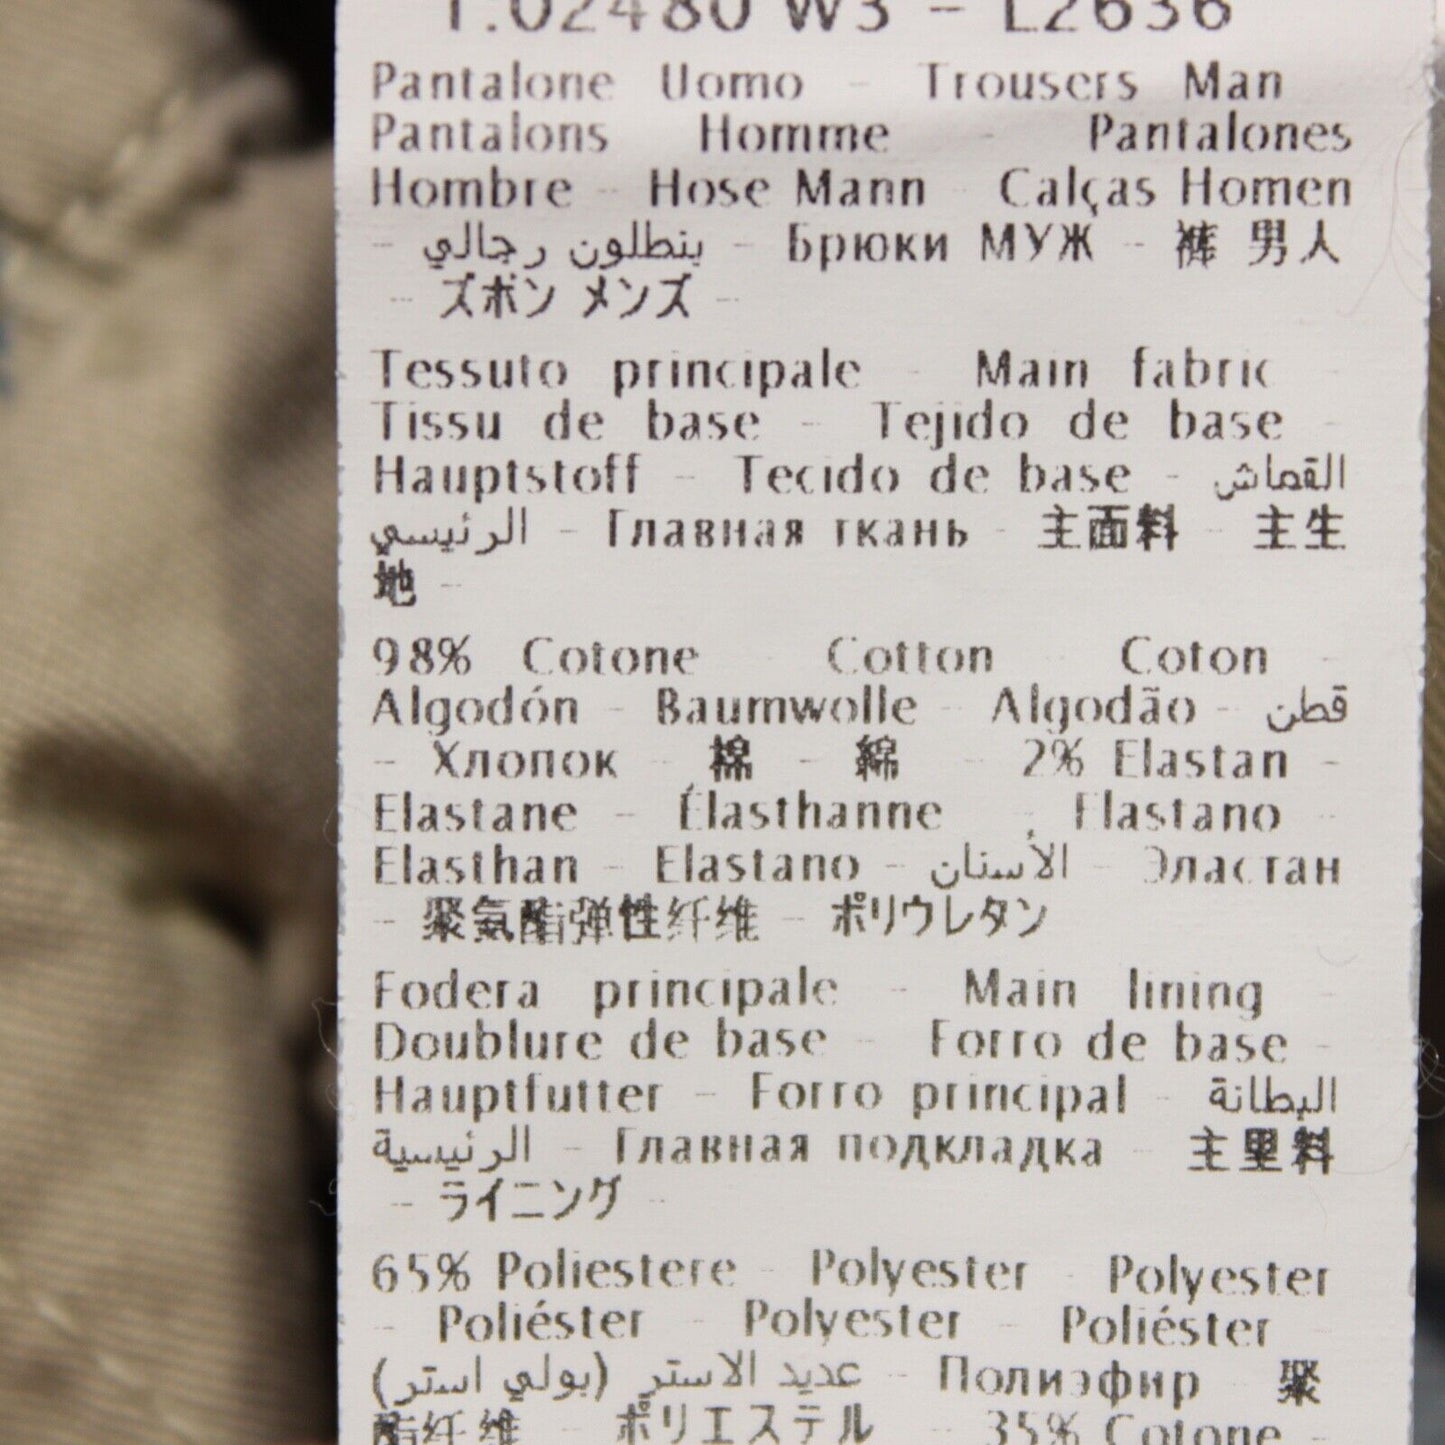 T.02480 W3 - L2636
Pantalone Uomo - Trousers Man
Pantalons Homme Pantalones
Hombre - Hose Mann - Calças Homen
- بنطلون رجالي - Брюки МУЖ - 裤 男人
- ズボン メンズ -
Tessuto principale - Main fabric -
Tissu de base - Tejido de base -
Hauptstoff - Tecido de base - القماش
الرئيسي - Главная ткань - 主面料 - 主生
地 -
98% Cotone - Cotton Coton -
Algodón - Baumwolle - Algodão - قطن
- Хлопок - 棉 - 綿 - 2% Elastan -
Elastane - Élasthanne - Elastano -
Elasthan - Elastano - الأستان - Эластан
- 聚氨酯弹性纤维 - ポリウレタン
Fodera principale - Main lining -
Doublure de base - Forro de base -
Hauptfutter - Forro principal - البطانة
الرئيسية - Главная подкладка - 主里料
- ライニング -
65% Poliestere - Polyester - Polyester
- Poliéster - Polyester - Poliéster -
عديد الاستر (بولي استر) - Полиэфир - 聚
酯纤维 - ポリエステル - 35% Cotone -